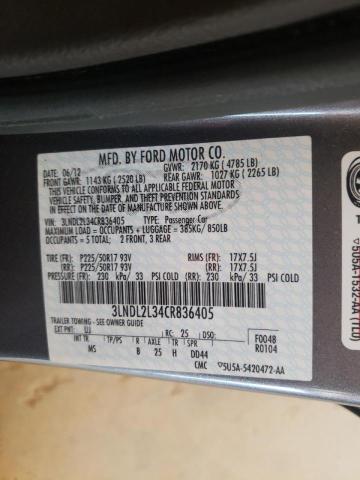 MFD. BY FORD MOTOR CO.
DATE: 06/12 GVWR: 2170 KG ( 4785 LB)
FRONT GAWR: 1143 KG ( 2520 LB) REAR GAWR: 1027 KG ( 2265 LB)
THIS VEHICLE CONFORMS TO ALL APPLICABLE FEDERAL MOTOR
VEHICLE SAFETY, BUMPER, AND THEFT PREVENTION STANDARDS IN
EFFECT ON THE DATE OF MANUFACTURE SHOWN ABOVE.
VIN: 3LNDL2L34CR836405 TYPE: Passenger Car
MAXIMUM LOAD = OCCUPANTS + LUGGAGE = 385KG/ 850LB
OCCUPANTS: 5 TOTAL 2 FRONT, 3 REAR
TIRE (FR): P225/50R17 93V RIMS (FR) 17X7.5J
(RR): P225/50R17 93V (RR): 17X7.5J
PRESSURE (FR): 230 kPa/ 33 PSI COLD (RR): 230 kPa/ 33 PSI COLD
3LNDL2L34CR836405
TRAILER TOWING- SEE OWNER GUIDE
EXT PNT: UJ RC: 25 DSO: F0048
INT TR TP/PS R AXLE TR SPR R0104
MS B 25 H DD44
CMC 5U5A-5420472-AA
5U5A-1532-AA (TD)